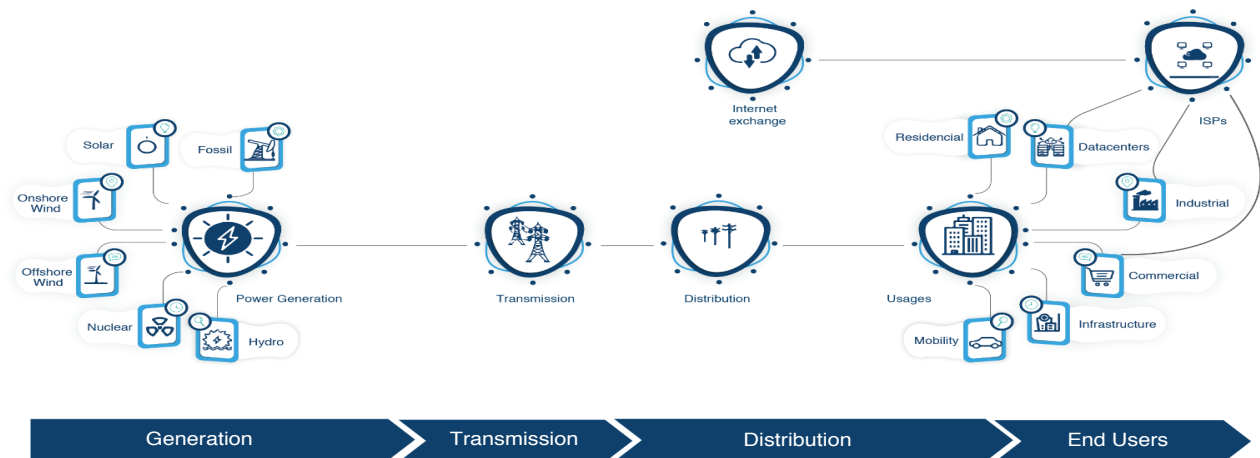 Internet
exchange
ISPs
Solar
Fossil
Residencial
Datacenters
Onshore
Wind
Industrial
Offshore
Wind
Power Generation
Transmission
Distribution
Usages
Commercial
Nuclear
Hydro
Mobility
Infrastructure
Generation
Transmission
Distribution
End Users